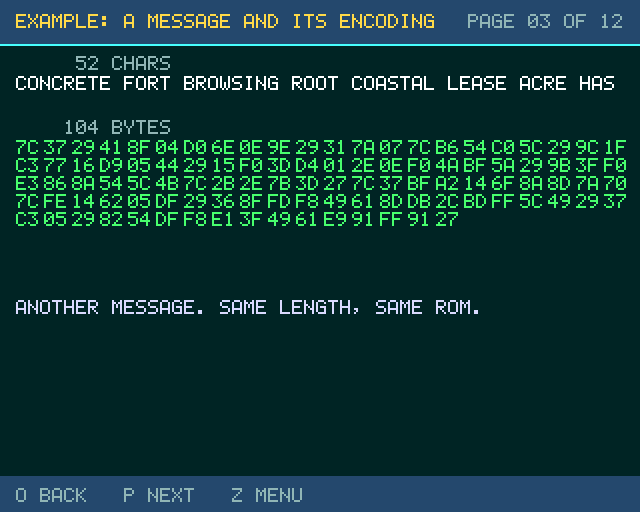 EXAMPLE: A MESSAGE AND ITS ENCODING PAGE 03 OF 12
52 CHARS
CONCRETE FORT BROWSING ROOT COASTAL LEASE ACRE HAS
104 BYTES
7C 37 29 41 8F 04 D0 6E 0E 9E 29 31 7A 07 7C B6 54 C0 5C 29 9C 1F
C3 77 16 D9 05 44 29 15 F0 3D D4 01 2E 0E F0 4A BF 5A 29 9B 3F F0
E3 86 8A 54 5C 4B 7C 2B 2E 7B 3D 27 7C 37 BF A2 14 6F 8A 8D 7A 70
7C FE 14 62 05 DF 29 36 8F FD F8 49 61 8D DB 2C BD FF 5C 49 29 37
C3 05 29 82 54 DF F8 E1 3F 49 61 E9 91 FF 91 27
ANOTHER MESSAGE. SAME LENGTH, SAME ROM.
O BACK P NEXT Z MENU